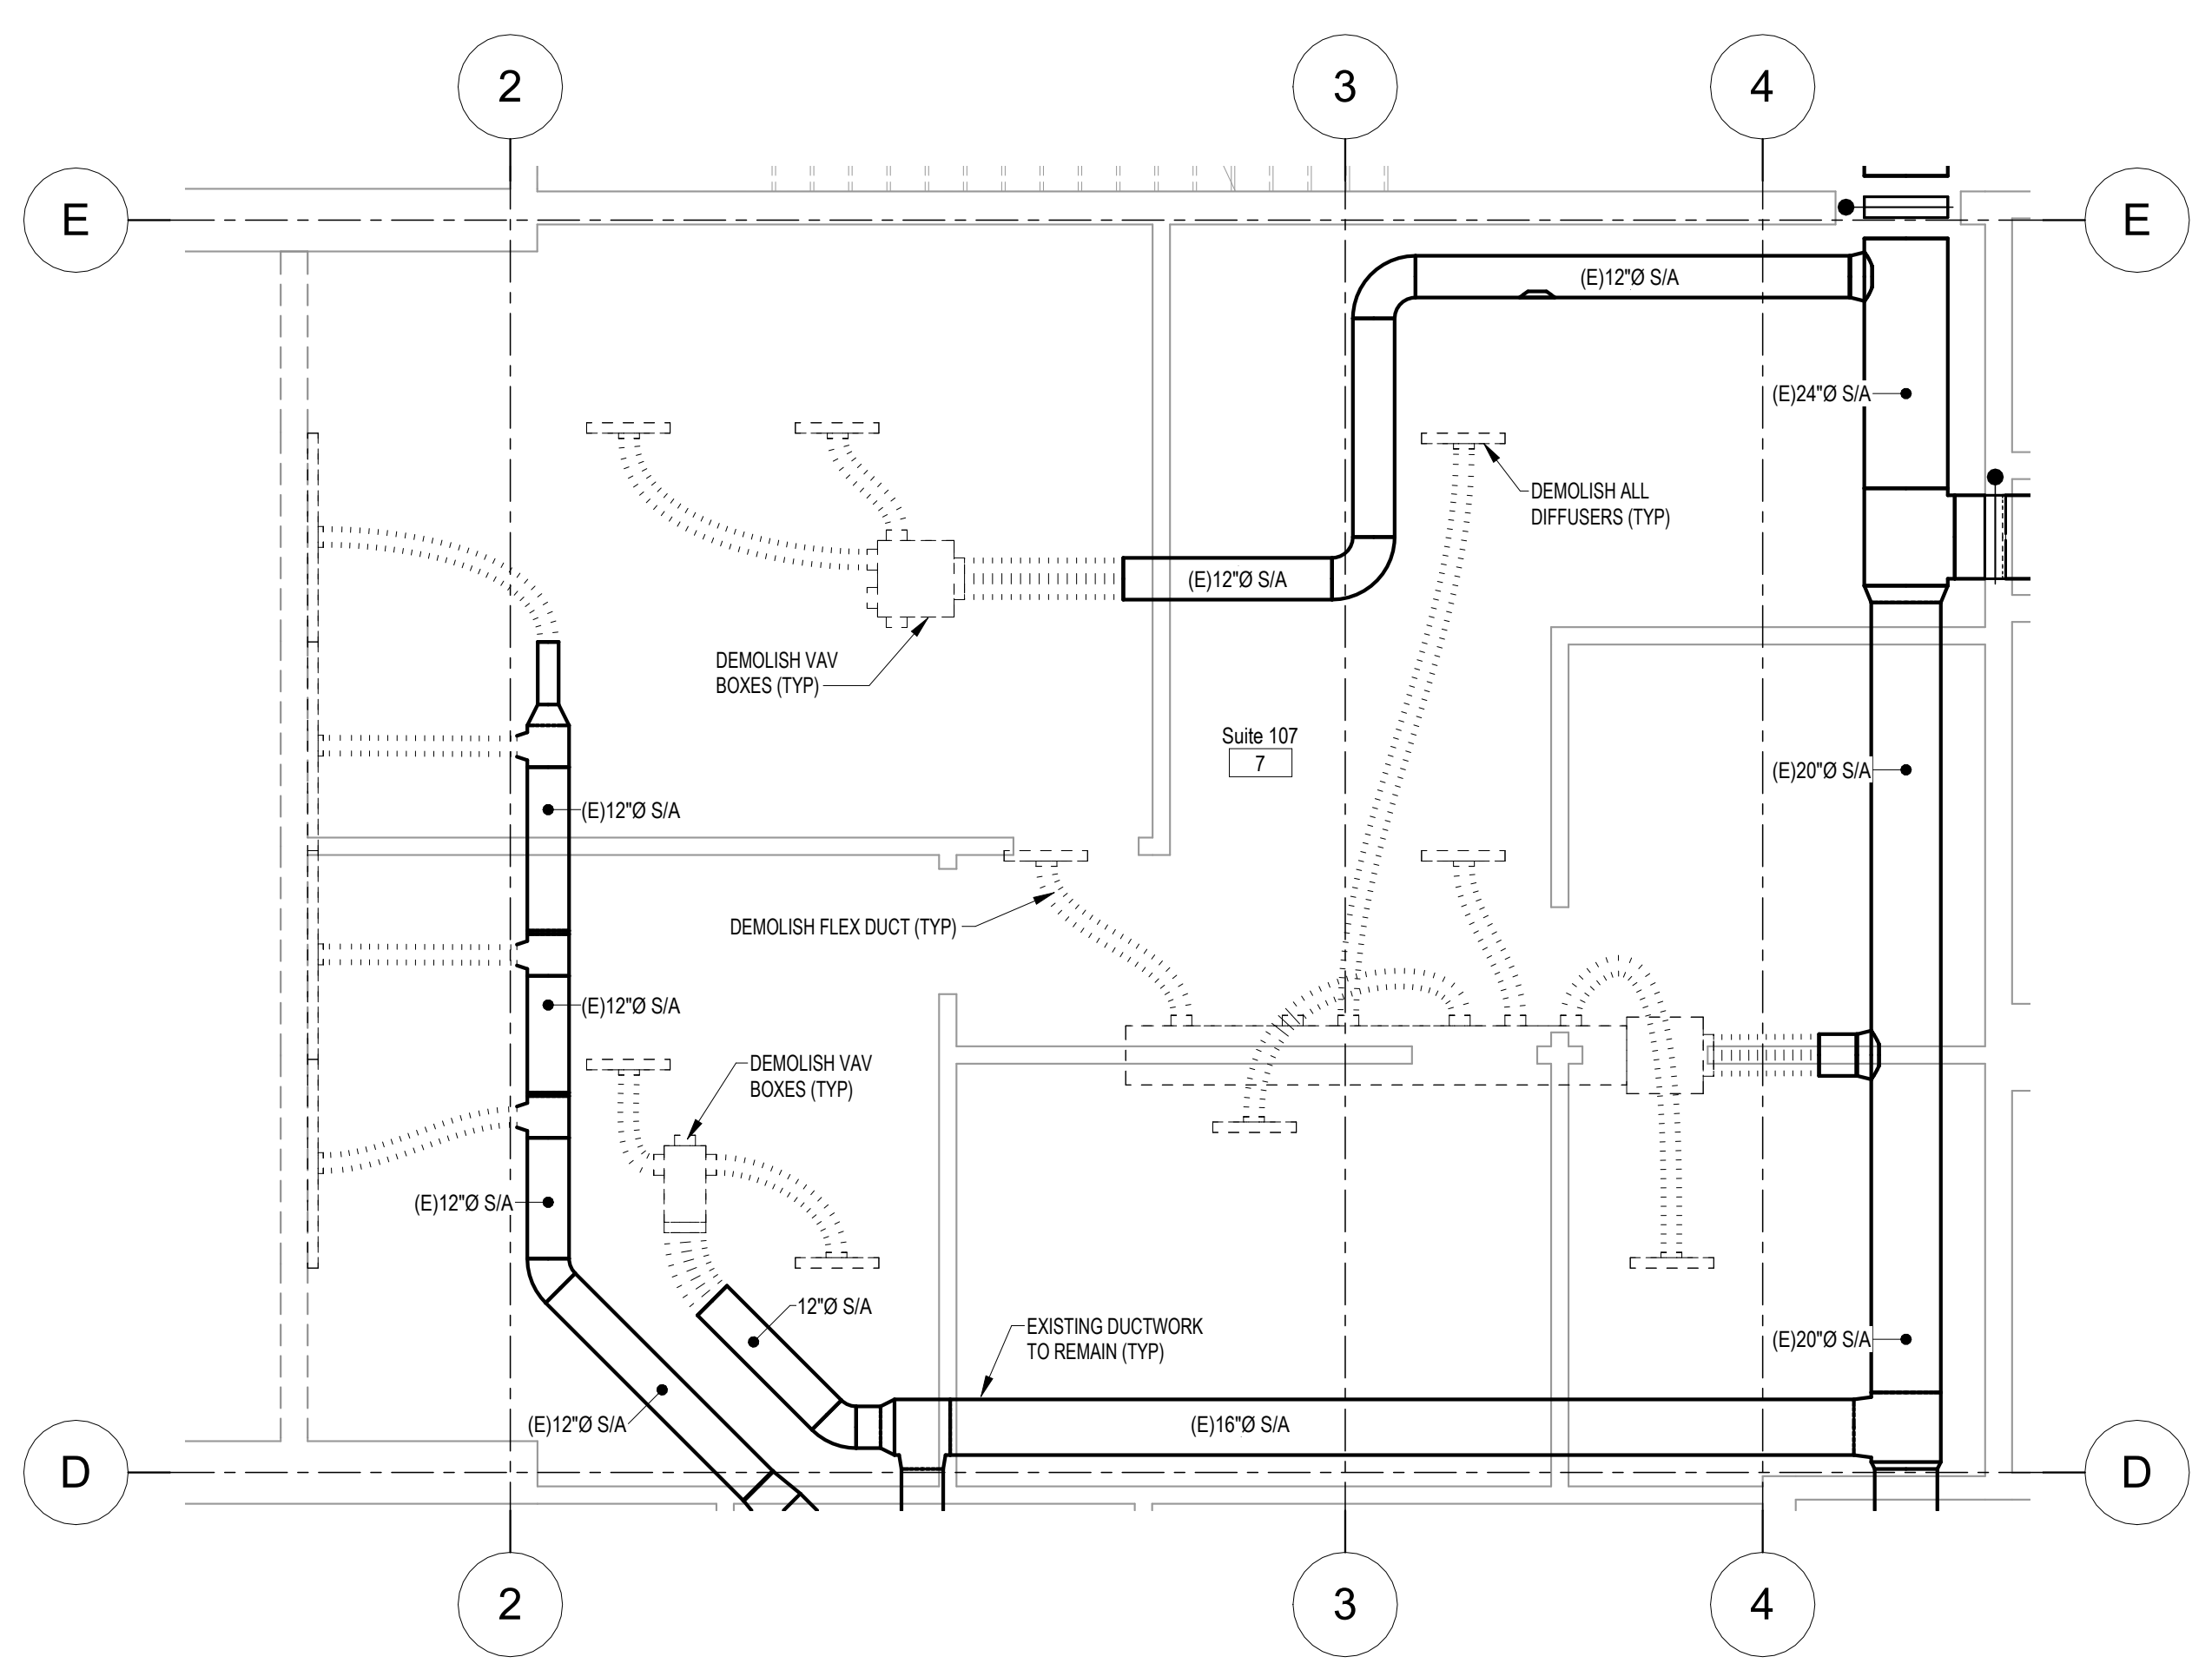 2
3
4
E
E
(E)12"Ø S/A
(E)24"Ø S/A
DEMOLISH ALL
DIFFUSERS (TYP)
(E)12"Ø S/A
DEMOLISH VAV
BOXES (TYP)
Suite 107
7
(E)20"Ø S/A
(E)12"Ø S/A
DEMOLISH FLEX DUCT (TYP)
(E)12"Ø S/A
DEMOLISH VAV
BOXES (TYP)
(E)12"Ø S/A
12"Ø S/A
EXISTING DUCTWORK
TO REMAIN (TYP)
(E)20"Ø S/A
(E)12"Ø S/A
(E)16"Ø S/A
D
D
2
3
4